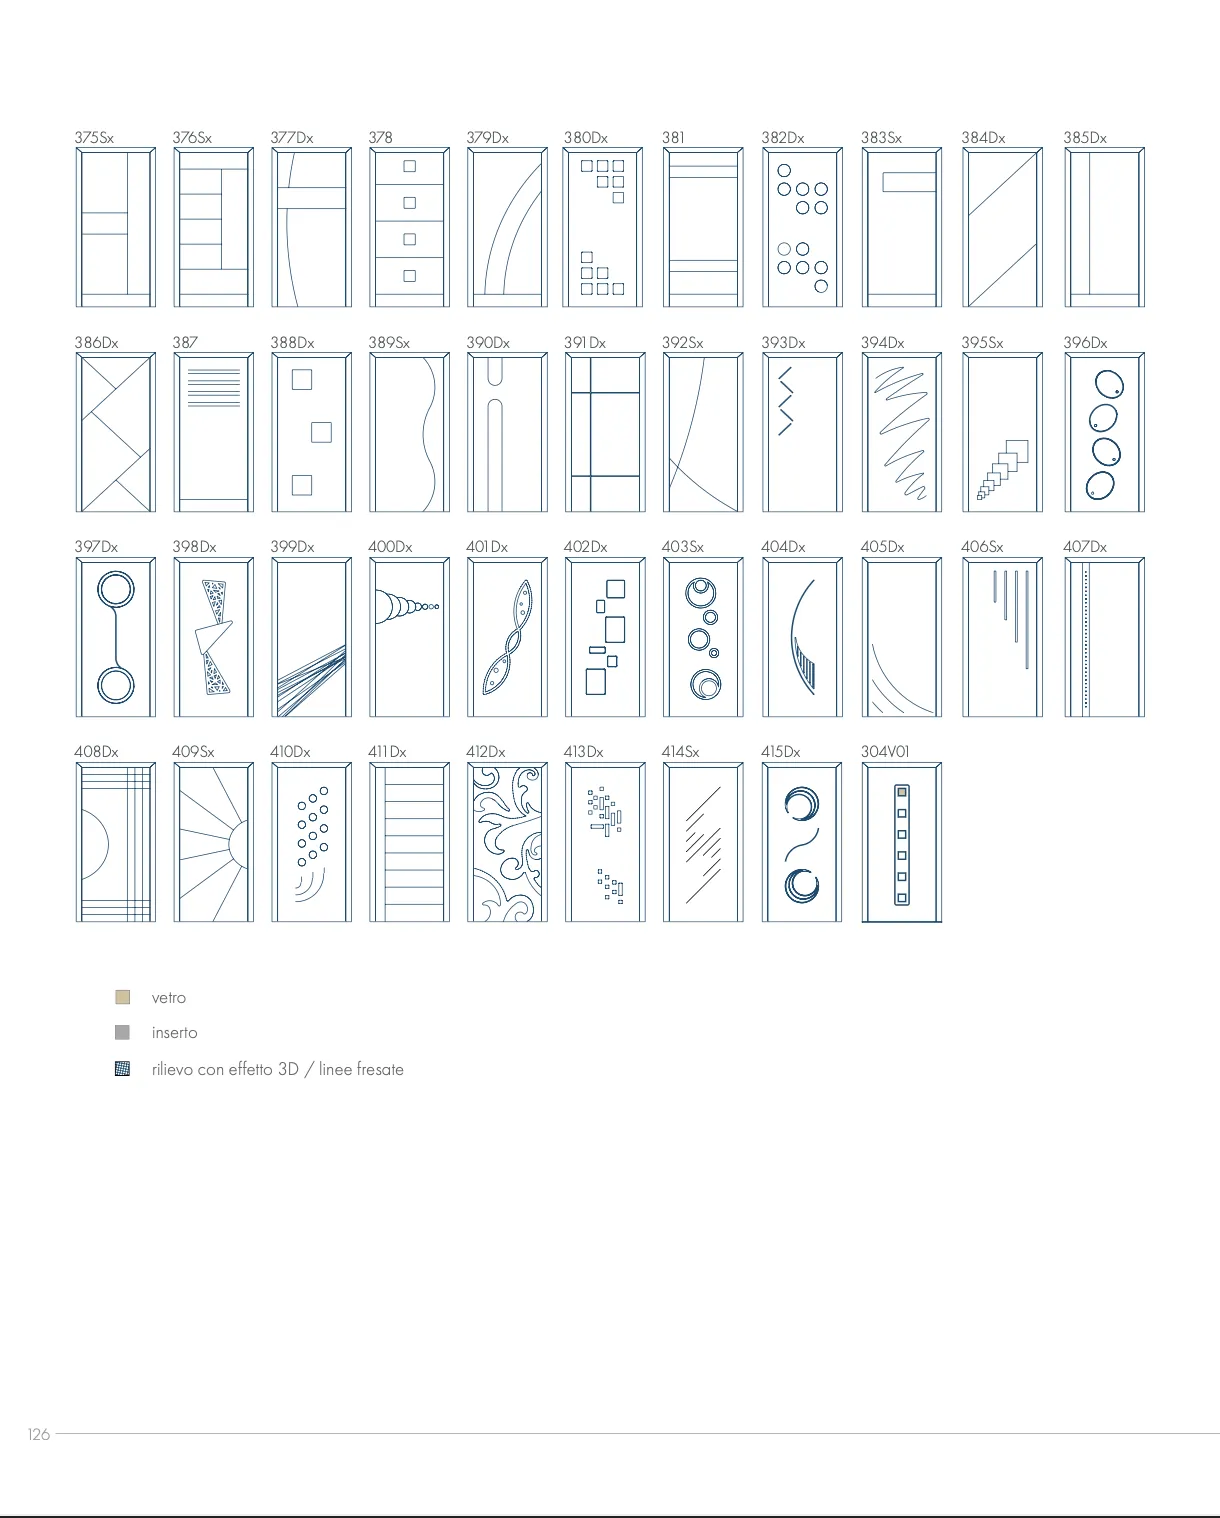 375Sx 376Sx 377Dx 378 379Dx 380Dx 381 382Dx 383Sx 384Dx 385Dx
386Dx 387 388Dx 389Sx 390Dx 391Dx 392Sx 393Dx 394Dx 395Sx 396Dx
397Dx 398Dx 399Dx 400Dx 401Dx 402Dx 403Sx 404Dx 405Dx 406Sx 407Dx
408Dx 409Sx 410Dx 411Dx 412Dx 413Dx 414Sx 415Dx 304V01
vetro
inserto
rilievo con effetto 3D / linee fresate
126